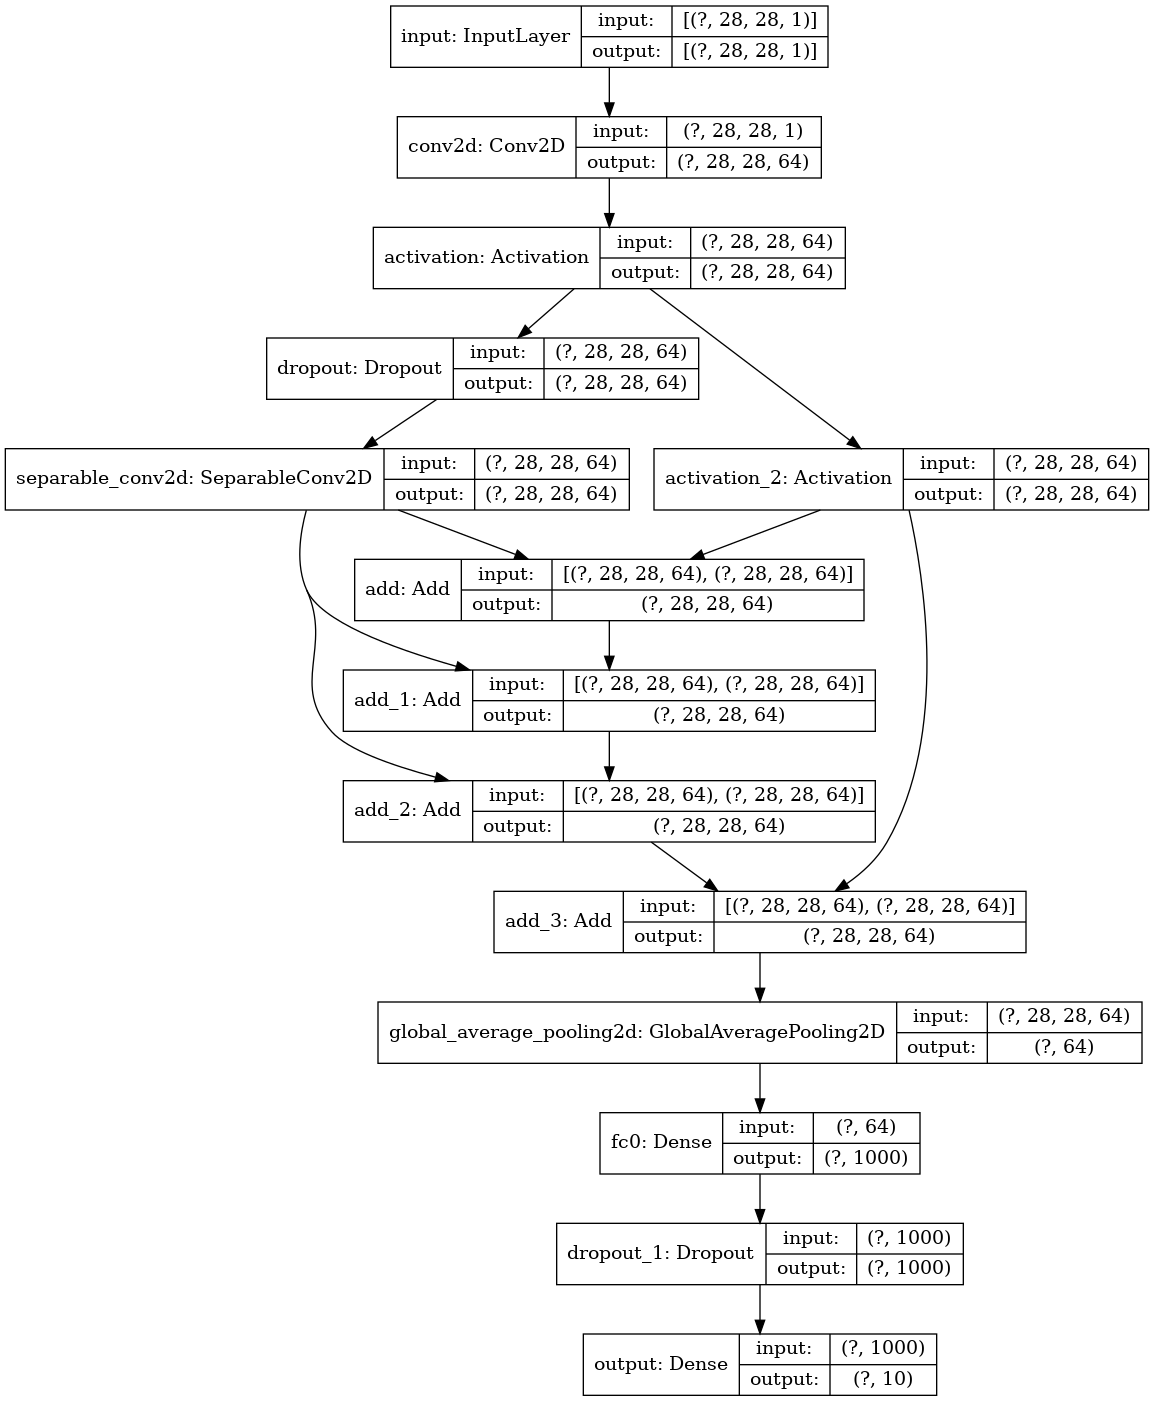 input: InputLayer
input: [(?, 28, 28, 1)]
output: [(?, 28, 28, 1)]
conv2d: Conv2D
input: (?, 28, 28, 1)
output: (?, 28, 28, 64)
activation: Activation
input: (?, 28, 28, 64)
output: (?, 28, 28, 64)
dropout: Dropout
input: (?, 28, 28, 64)
output: (?, 28, 28, 64)
separable_conv2d: SeparableConv2D
input: (?, 28, 28, 64)
output: (?, 28, 28, 64)
activation_2: Activation
input: (?, 28, 28, 64)
output: (?, 28, 28, 64)
add: Add
input: [(?, 28, 28, 64), (?, 28, 28, 64)]
output: (?, 28, 28, 64)
add_1: Add
input: [(?, 28, 28, 64), (?, 28, 28, 64)]
output: (?, 28, 28, 64)
add_2: Add
input: [(?, 28, 28, 64), (?, 28, 28, 64)]
output: (?, 28, 28, 64)
add_3: Add
input: [(?, 28, 28, 64), (?, 28, 28, 64)]
output: (?, 28, 28, 64)
global_average_pooling2d: GlobalAveragePooling2D
input: (?, 28, 28, 64)
output: (?, 64)
fc0: Dense
input: (?, 64)
output: (?, 1000)
dropout_1: Dropout
input: (?, 1000)
output: (?, 1000)
output: Dense
input: (?, 1000)
output: (?, 10)